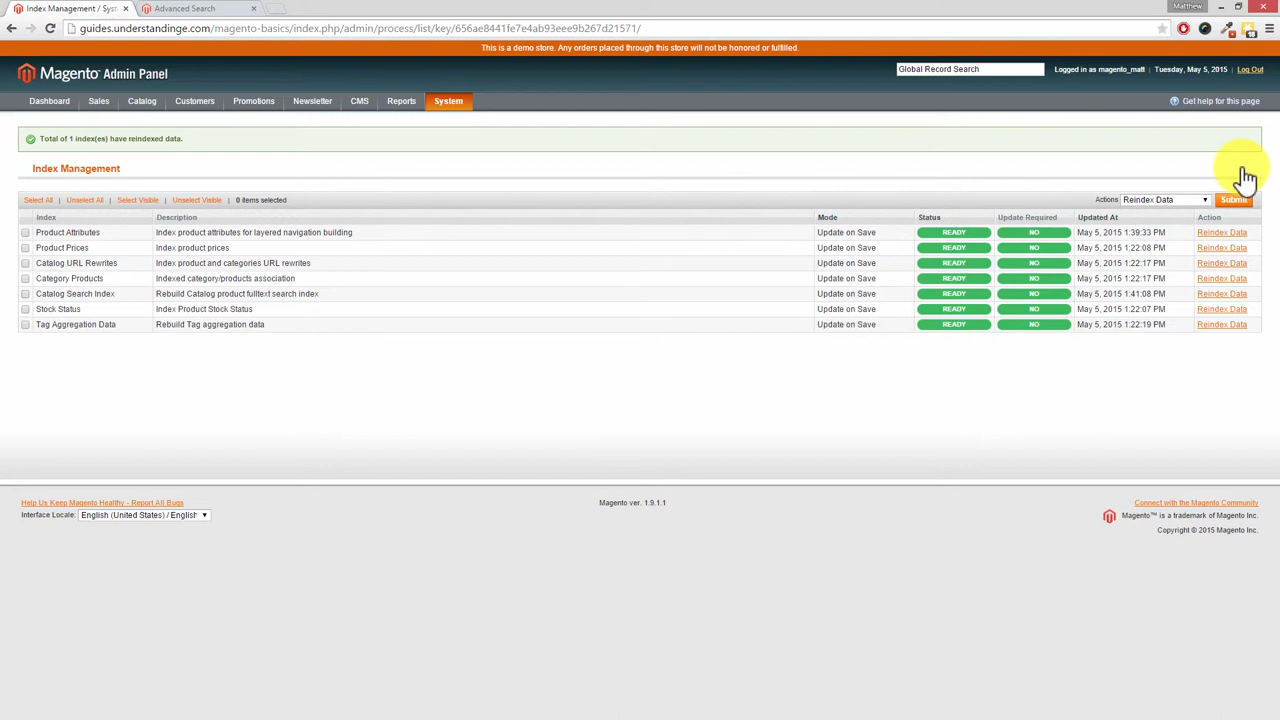 Index Management / Syst
Advanced Search
Matthew
guides.understandinge.com/magento-basics/index.php/admin/process/list/key/656ae8441fe7e4ab93eee9b267d21571/
This is a demo store. Any orders placed through this store will not be honored or fulfilled.
Magento™ Admin Panel
Global Record Search
Logged in as magento_matt | Tuesday, May 5, 2015 | Log Out
Dashboard Sales Catalog Customers Promotions Newsletter CMS Reports System
Get help for this page
Total of 1 index(es) have reindexed data.
Index Management
Select All | Unselect All | Select Visible | Unselect Visible | 0 items selected
Actions Reindex Data Submit
Index Description Mode Status Update Required Updated At Action
Product Attributes Index product attributes for layered navigation building Update on Save READY NO May 5, 2015 1:39:33 PM Reindex Data
Product Prices Index product prices Update on Save READY NO May 5, 2015 1:22:08 PM Reindex Data
Catalog URL Rewrites Index product and categories URL rewrites Update on Save READY NO May 5, 2015 1:22:17 PM Reindex Data
Category Products Indexed category/products association Update on Save READY NO May 5, 2015 1:22:17 PM Reindex Data
Catalog Search Index Rebuild Catalog product fulltext search index Update on Save READY NO May 5, 2015 1:41:08 PM Reindex Data
Stock Status Index Product Stock Status Update on Save READY NO May 5, 2015 1:22:07 PM Reindex Data
Tag Aggregation Data Rebuild Tag aggregation data Update on Save READY NO May 5, 2015 1:22:19 PM Reindex Data
Help Us Keep Magento Healthy - Report All Bugs
Interface Locale: English (United States) / English
Magento ver. 1.9.1.1
Connect with the Magento Community
Magento™ is a trademark of Magento Inc.
Copyright © 2015 Magento Inc.